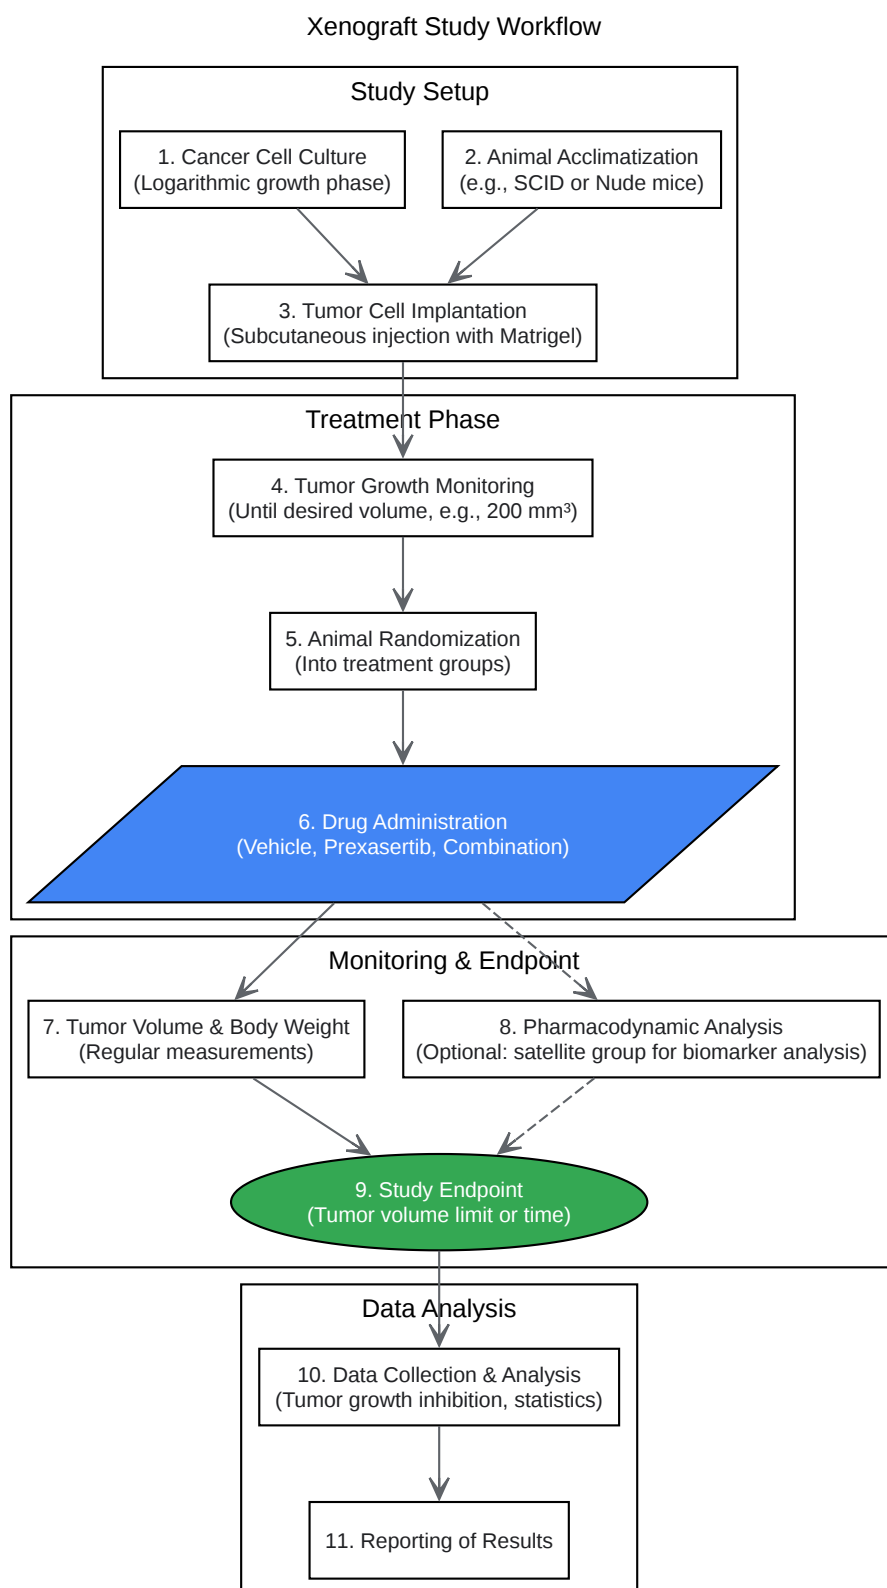 Xenograft Study Workflow
Study Setup
1. Cancer Cell Culture
(Logarithmic growth phase)
2. Animal Acclimatization
(e.g., SCID or Nude mice)
3. Tumor Cell Implantation
(Subcutaneous injection with Matrigel)
Treatment Phase
4. Tumor Growth Monitoring
(Until desired volume, e.g., 200 mm³)
5. Animal Randomization
(Into treatment groups)
6. Drug Administration
(Vehicle, Prexasertib, Combination)
Monitoring & Endpoint
7. Tumor Volume & Body Weight
(Regular measurements)
8. Pharmacodynamic Analysis
(Optional: satellite group for biomarker analysis)
9. Study Endpoint
(Tumor volume limit or time)
Data Analysis
10. Data Collection & Analysis
(Tumor growth inhibition, statistics)
11. Reporting of Results